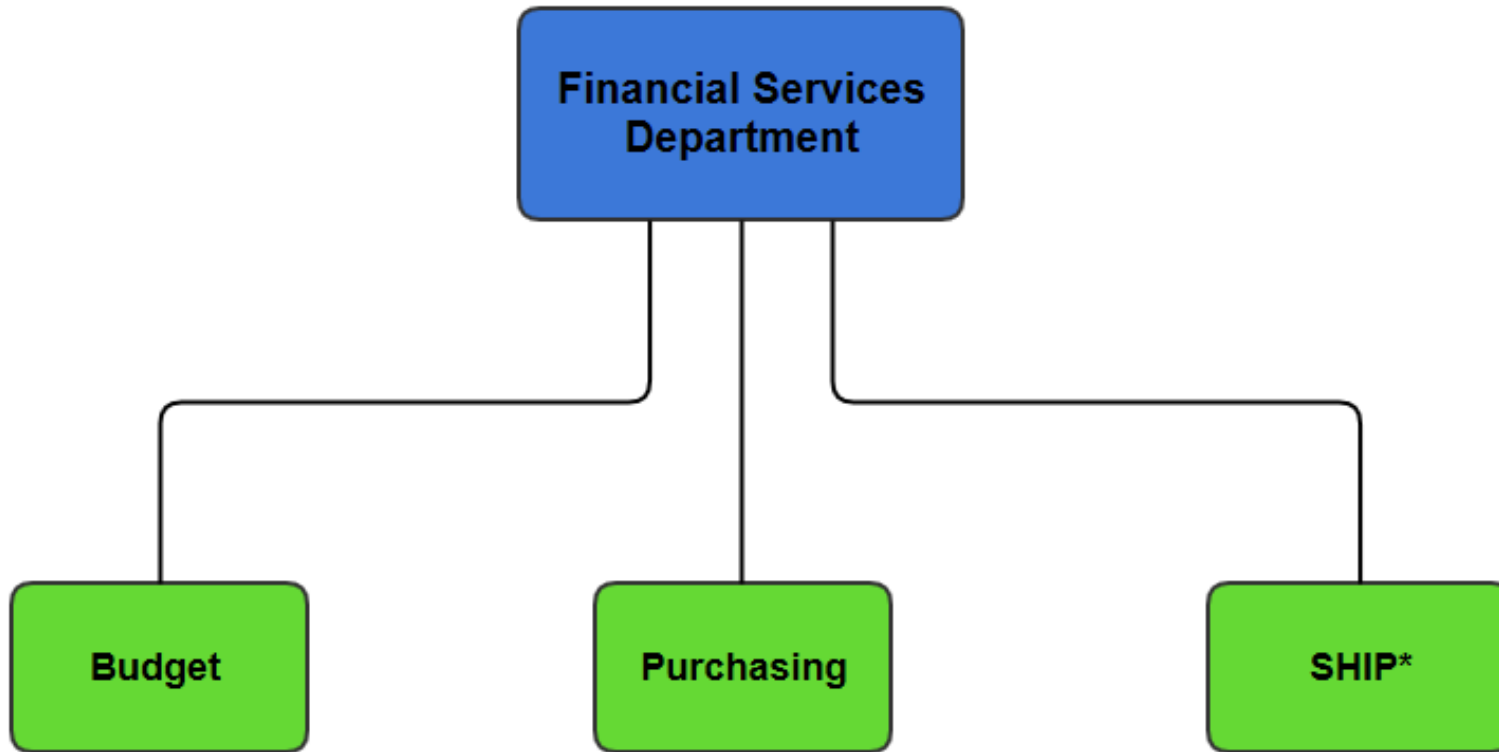 Financial Services
Department
Budget
Purchasing
SHIP*